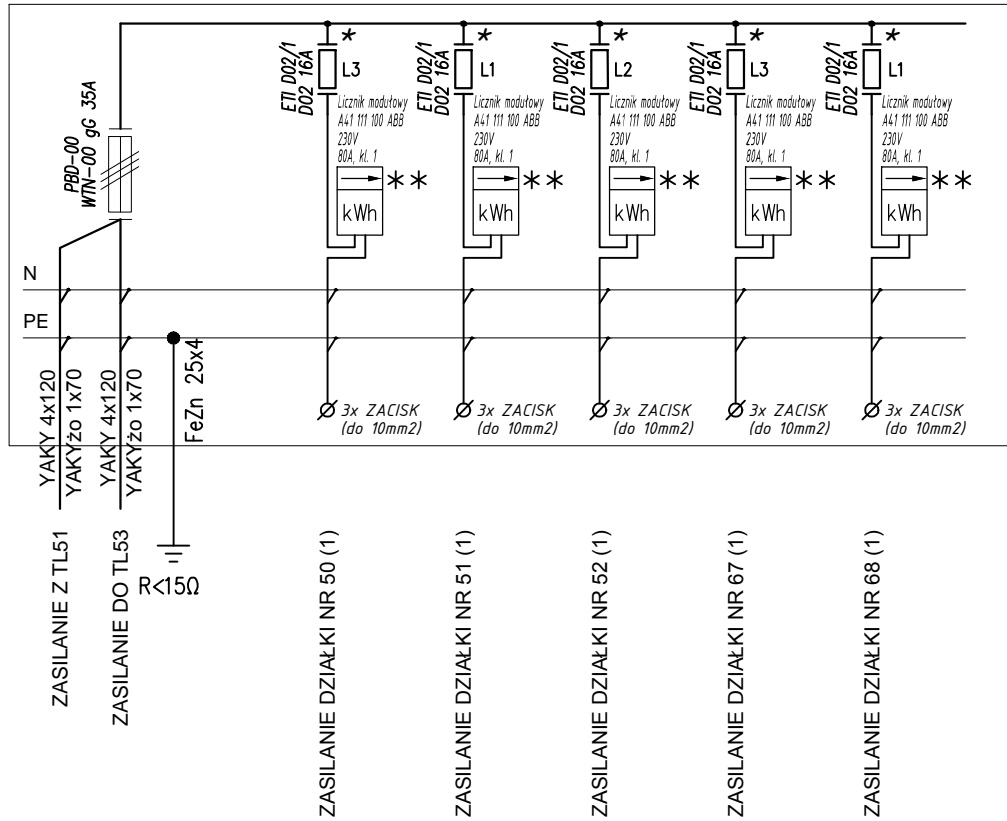 PBD-00
WTN-00 gG 35A
ETI D02/1
D02 16A
*
L3
Licznik modułowy
A41 111 100 ABB
230V
80A, kl. 1
kWh
**
ETI D02/1
D02 16A
*
L1
Licznik modułowy
A41 111 100 ABB
230V
80A, kl. 1
kWh
**
ETI D02/1
D02 16A
*
L2
Licznik modułowy
A41 111 100 ABB
230V
80A, kl. 1
kWh
**
ETI D02/1
D02 16A
*
L3
Licznik modułowy
A41 111 100 ABB
230V
80A, kl. 1
kWh
**
ETI D02/1
D02 16A
*
L1
Licznik modułowy
A41 111 100 ABB
230V
80A, kl. 1
kWh
**
N
PE
YAKY 4x120
YAKYżo 1x70
YAKY 4x120
YAKYżo 1x70
FeZn 25x4
3x ZACISK
(do 10mm2)
3x ZACISK
(do 10mm2)
3x ZACISK
(do 10mm2)
3x ZACISK
(do 10mm2)
3x ZACISK
(do 10mm2)
R<15Ω
ZASILANIE Z TL51
ZASILANIE DO TL53
ZASILANIE DZIAŁKI NR 50 (1)
ZASILANIE DZIAŁKI NR 51 (1)
ZASILANIE DZIAŁKI NR 52 (1)
ZASILANIE DZIAŁKI NR 67 (1)
ZASILANIE DZIAŁKI NR 68 (1)